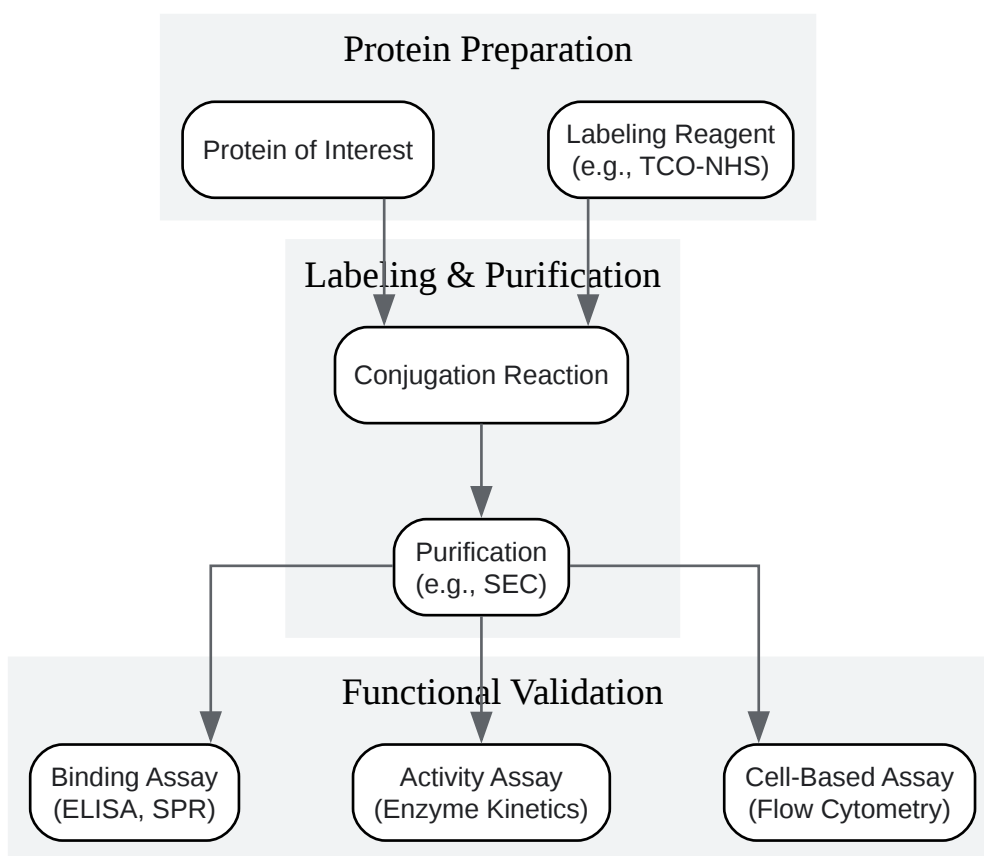 Protein Preparation
Protein of Interest
Labeling Reagent
(e.g., TCO-NHS)
Labeling & Purification
Conjugation Reaction
Purification
(e.g., SEC)
Functional Validation
Binding Assay
(ELISA, SPR)
Activity Assay
(Enzyme Kinetics)
Cell-Based Assay
(Flow Cytometry)